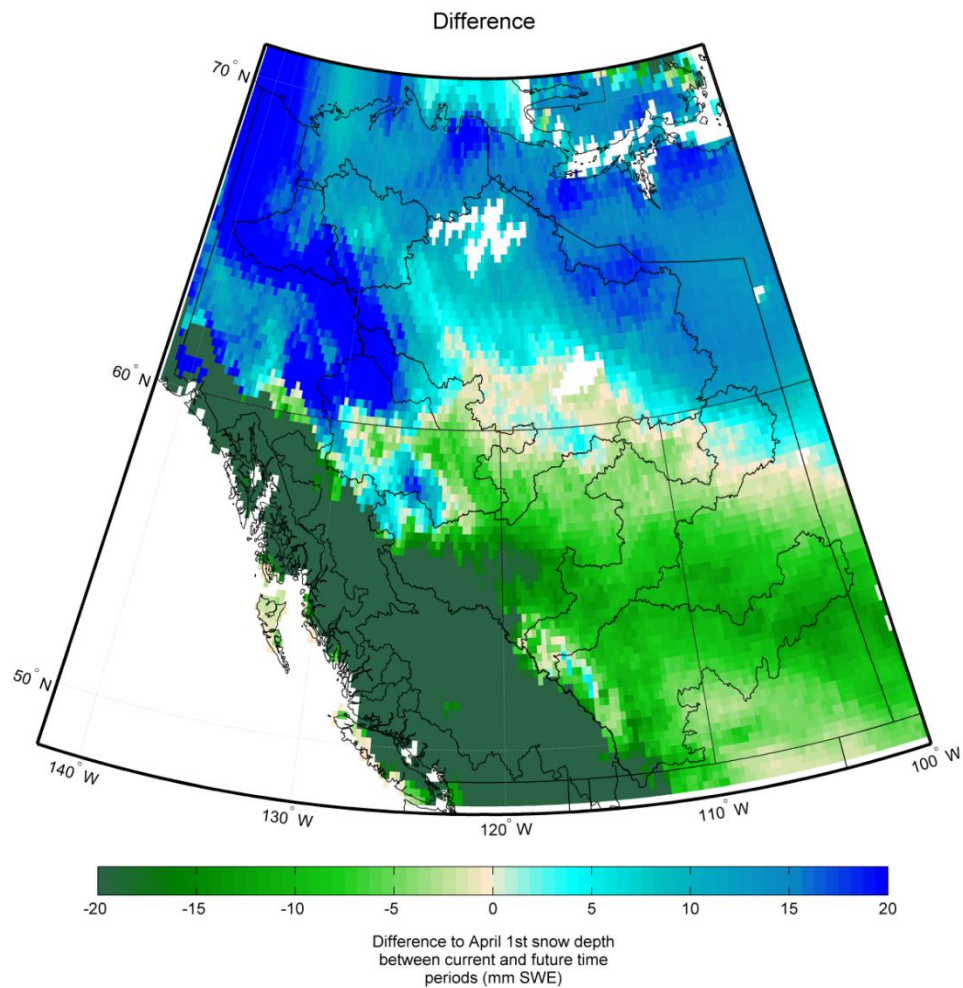 Difference
70° N
60° N
50° N
140° W
130° W
120° W
110° W
100° W
-20 -15 -10 -5 0 5 10 15 20
Difference to April 1st snow depth
between current and future time
periods (mm SWE)